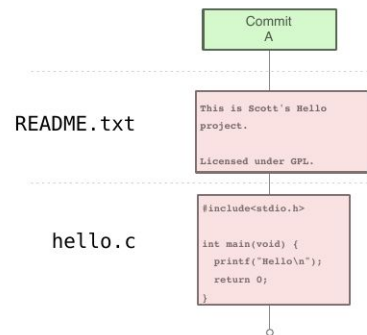 Commit
A
README.txt
This is Scott's Hello
project.
Licensed under GPL.
hello.c
#include<stdio.h>
int main(void) {
printf("Hello\n");
return 0;
}